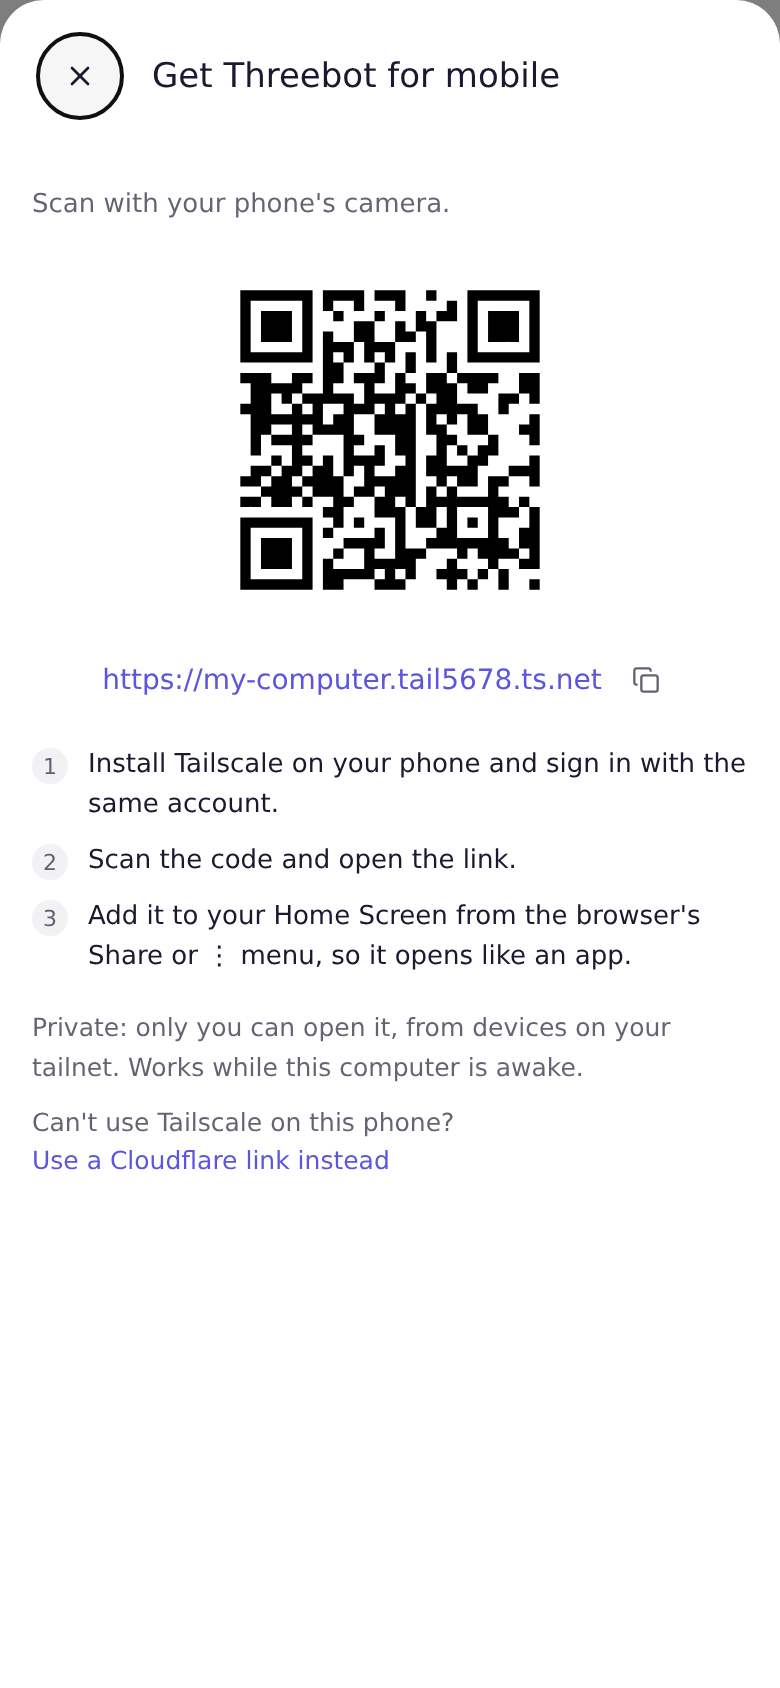 Get Threebot for mobile
Scan with your phone's camera.
https://my-computer.tail5678.ts.net
1 Install Tailscale on your phone and sign in with the
same account.
2 Scan the code and open the link.
3 Add it to your Home Screen from the browser's
Share or ⋮ menu, so it opens like an app.
Private: only you can open it, from devices on your
tailnet. Works while this computer is awake.
Can't use Tailscale on this phone?
Use a Cloudflare link instead